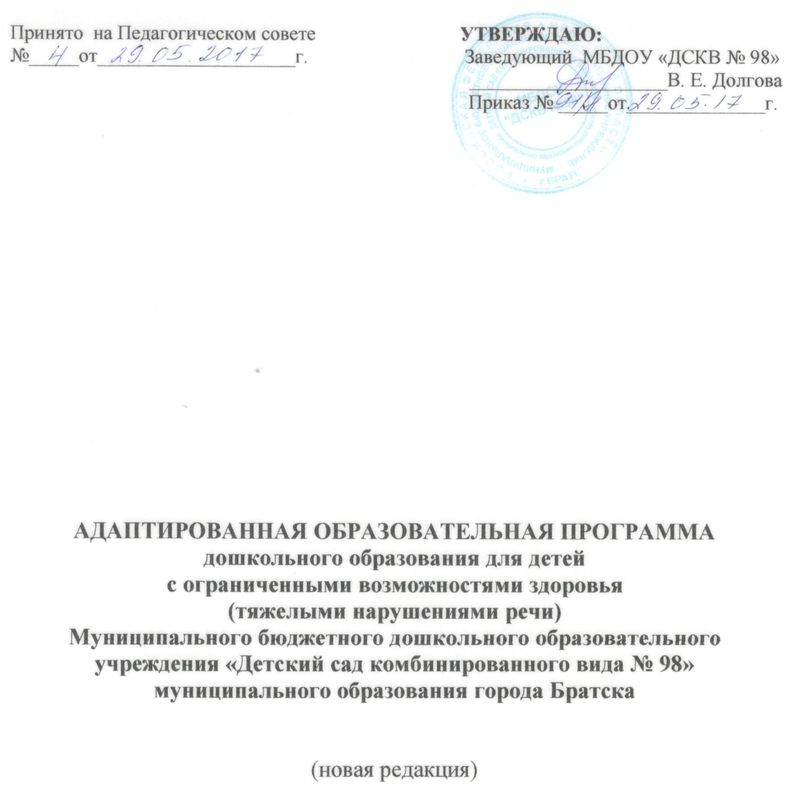 Принято на Педагогическом совете
№ 4 от 29.05.2017 г.
УТВЕРЖДАЮ:
Заведующий МБДОУ «ДСКВ № 98»
В. Е. Долгова
Приказ № от 29.05.17 г.
АДАПТИРОВАННАЯ ОБРАЗОВАТЕЛЬНАЯ ПРОГРАММА
дошкольного образования для детей
с ограниченными возможностями здоровья
(тяжелыми нарушениями речи)
Муниципального бюджетного дошкольного образовательного
учреждения «Детский сад комбинированного вида № 98»
муниципального образования города Братска
(новая редакция)